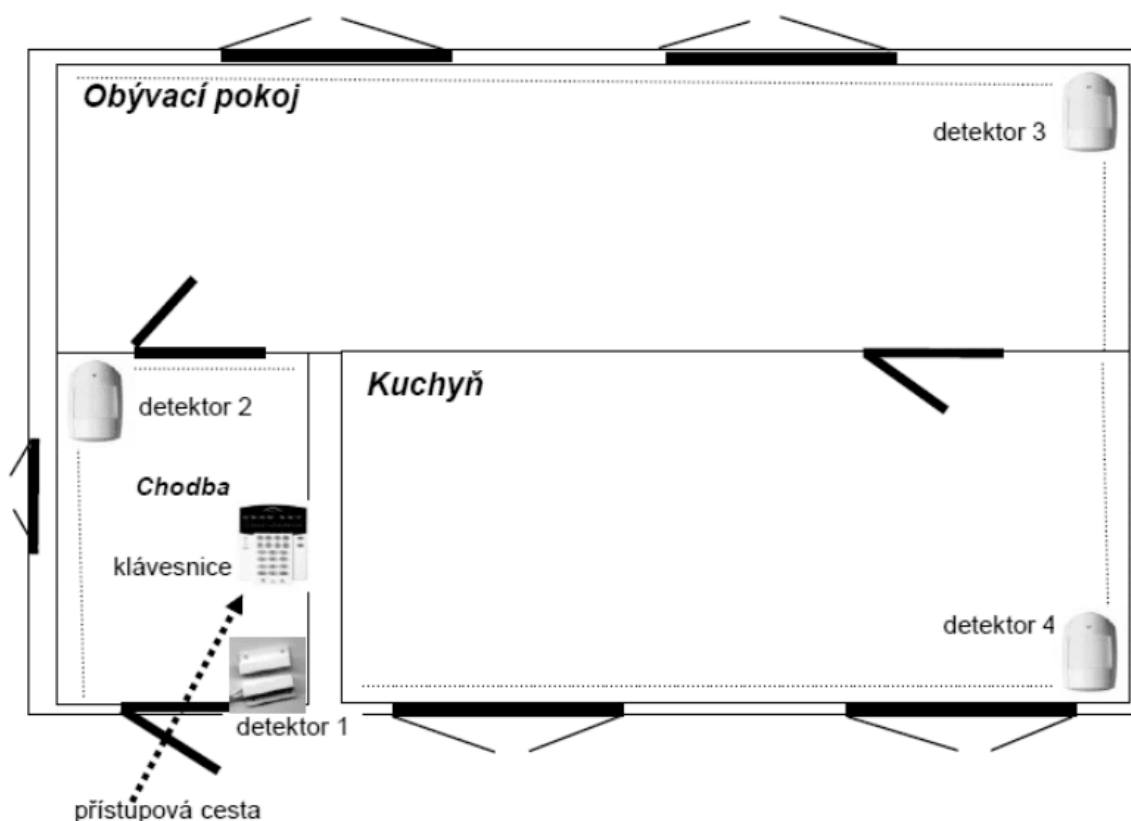 Obývací pokoj
detektor 3
detektor 2
Kuchyň
Chodba
klávesnice
detektor 4
detektor 1
přístupová cesta